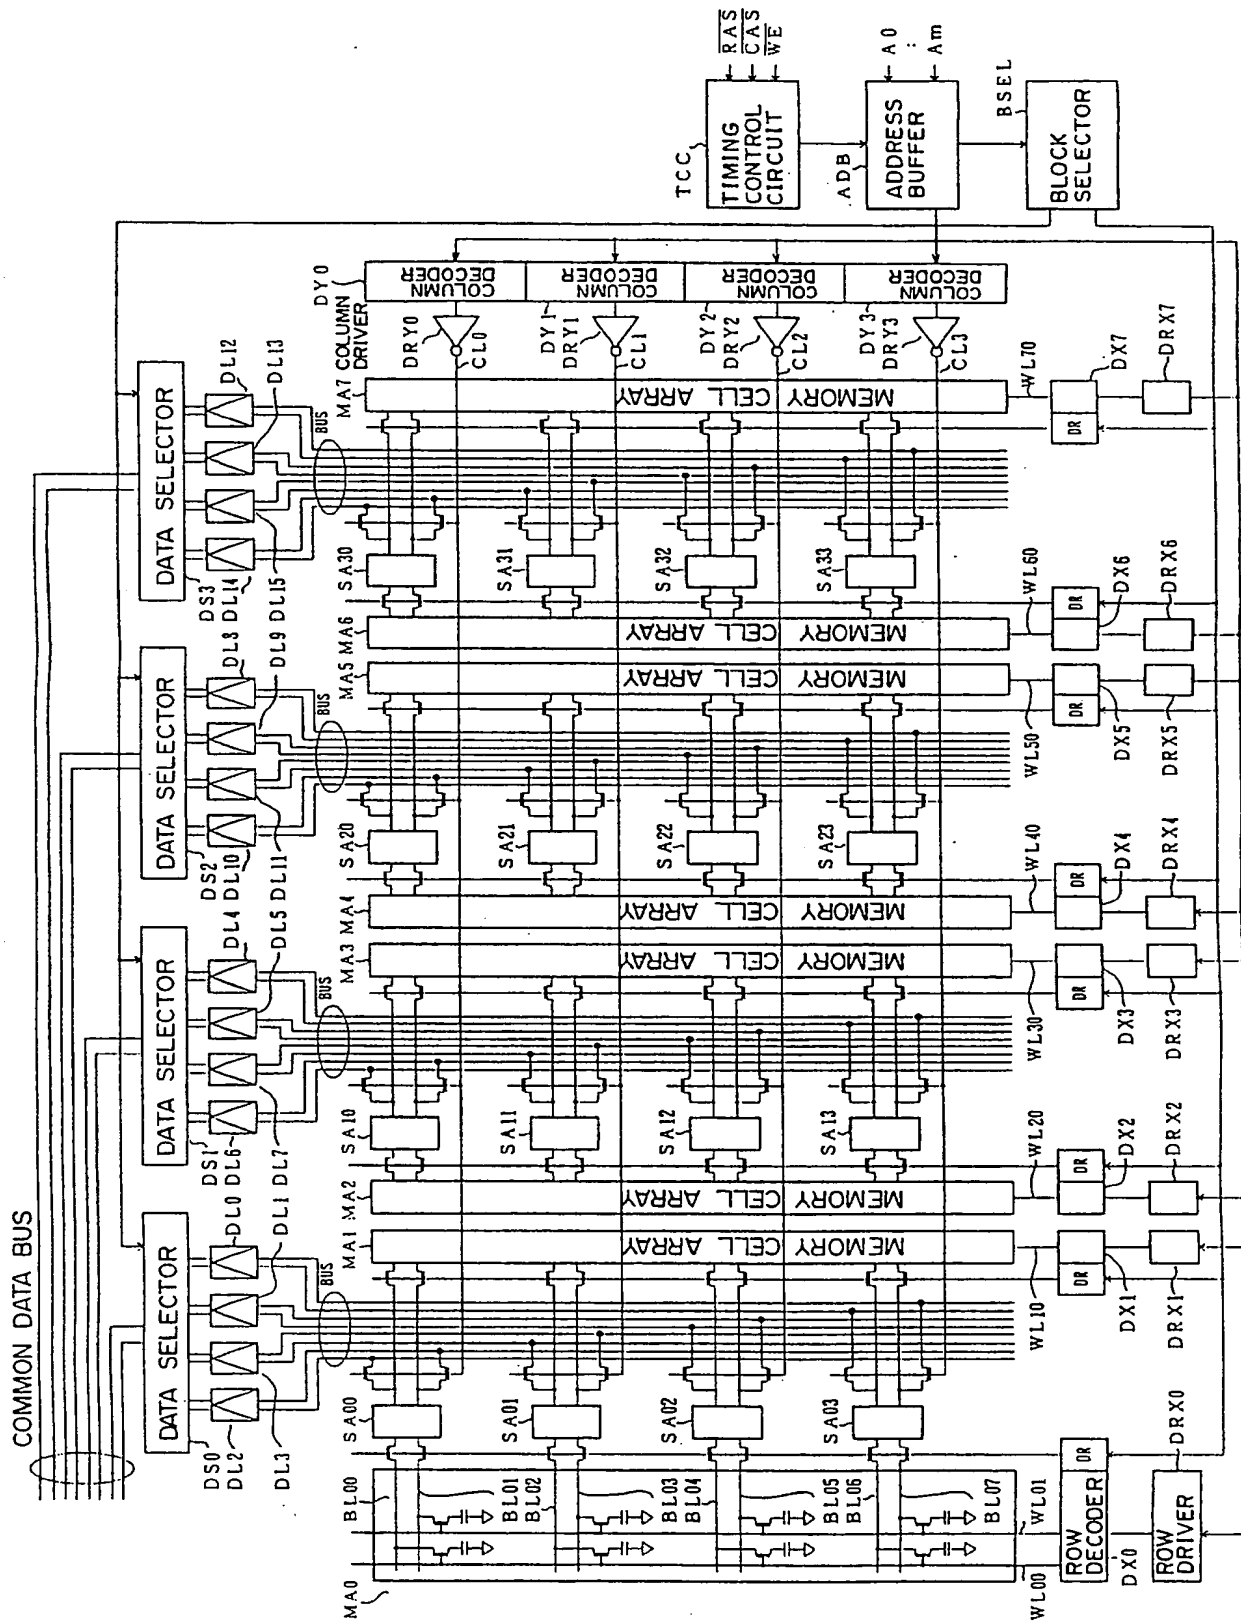 COMMON DATA BUS
DATA SELECTOR
DS0
DL2
DL3
DL0
DL1
BUS
DATA SELECTOR
DS1
DL6
DL7
DL4
DL5
BUS
DATA SELECTOR
DS2
DL10
DL11
DL8
DL9
BUS
DATA SELECTOR
DS3
DL14
DL15
DL12
DL13
BUS
MA0
BL00
BL01
BL02
BL03
BL04
BL05
BL06
BL07
SA00
SA01
SA02
SA03
MA1
MEMORY CELL ARRAY
MA2
MEMORY CELL ARRAY
SA10
SA11
SA12
SA13
MA3
MEMORY CELL ARRAY
MA4
MEMORY CELL ARRAY
SA20
SA21
SA22
SA23
MA5
MEMORY CELL ARRAY
MA6
MEMORY CELL ARRAY
SA30
SA31
SA32
SA33
MA7
MEMORY CELL ARRAY
COLUMN
DRIVER
DRY0
CL0
DY0
COLUMN
DECODER
DY1
DRY1
CL1
COLUMN
DECODER
DY2
DRY2
CL2
COLUMN
DECODER
DY3
DRY3
CL3
COLUMN
DECODER
TCC
TIMING
CONTROL
CIRCUIT
RAS
CAS
WE
ADB
ADDRESS
BUFFER
A0
:
Am
BSEL
BLOCK
SELECTOR
WL00
WL01
ROW
DECODER
DR
DX0
ROW
DRIVER
DRX0
WL10
DR
DX1
DRX1
WL20
DR
DX2
DRX2
WL30
DR
DX3
DRX3
WL40
DR
DX4
DRX4
WL50
DR
DX5
DRX5
WL60
DR
DX6
DRX6
WL70
DR
DX7
DRX7